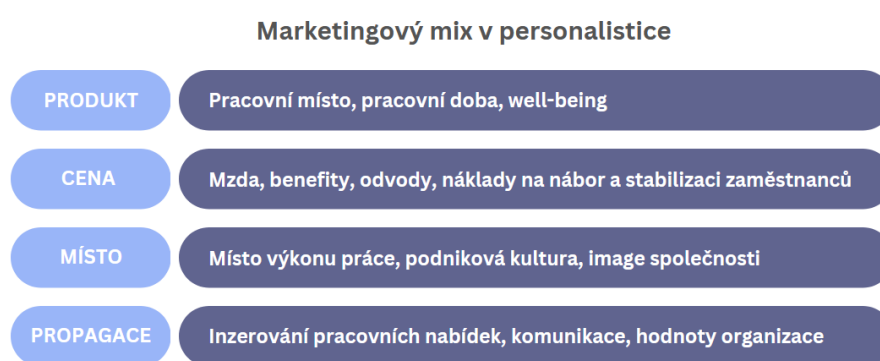 Marketingový mix v personalistice
PRODUKT
Pracovní místo, pracovní doba, well-being
CENA
Mzda, benefity, odvody, náklady na nábor a stabilizaci zaměstnanců
MÍSTO
Místo výkonu práce, podniková kultura, image společnosti
PROPAGACE
Inzerování pracovních nabídek, komunikace, hodnoty organizace